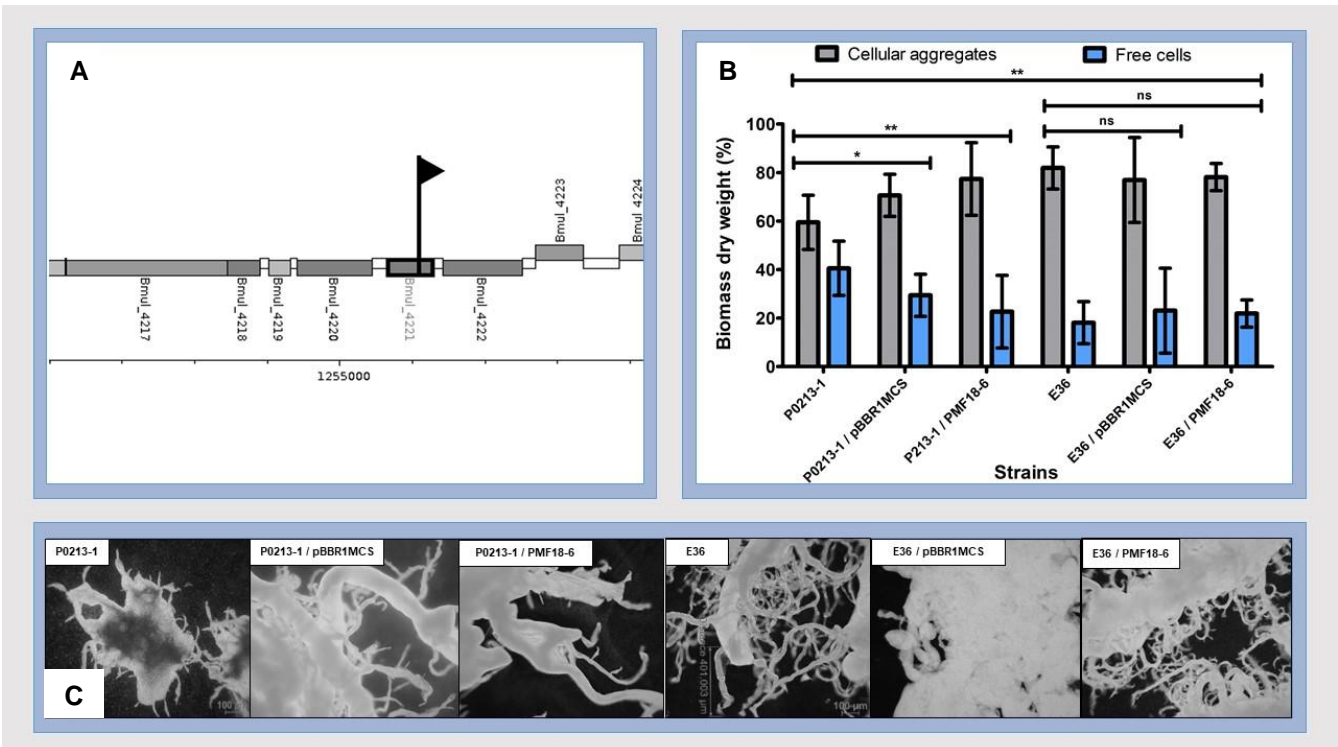 A
Bmul_4217
Bmul_4218
Bmul_4219
Bmul_4220
Bmul_4221
Bmul_4222
Bmul_4223
Bmul_4224
1255000
B
Cellular aggregates
Free cells
**
ns
ns
**
*
Biomass dry weight (%)
100
80
60
40
20
0
P0213-1
P0213-1 / pBBR1MCS
P213-1 / PMF18-6
E36
E36 / pBBR1MCS
E36 / PMF18-6
Strains
P0213-1
P0213-1 / pBBR1MCS
P0213-1 / PMF18-6
E36
E36 / pBBR1MCS
E36 / PMF18-6
401,003 µm
100 µm
C